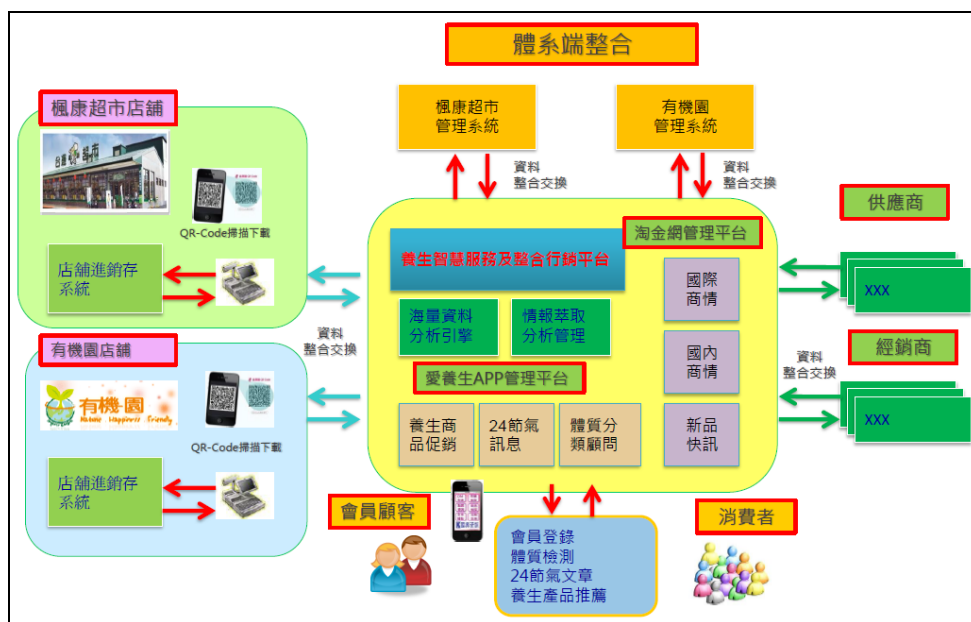 體系端整合
楓康超市店舖
台糖
超市
QR-Code掃描下載
店舖進銷存
系統
楓康超市
管理系統
有機園
管理系統
資料
整合交換
資料
整合交換
養生智慧服務及整合行銷平台
淘金網管理平台
海量資料
分析引擎
情報萃取
分析管理
國際
商情
國內
商情
新品
快訊
愛養生APP管理平台
養生商
品促銷
24節氣
訊息
體質分
類顧問
資料
整合交換
有機園店舖
有機園
Nature Happiness Friendly
QR-Code掃描下載
店舖進銷存
系統
供應商
XXX
資料
整合交換
經銷商
XXX
會員顧客
會員登錄
體質檢測
24節氣文章
養生產品推薦
消費者